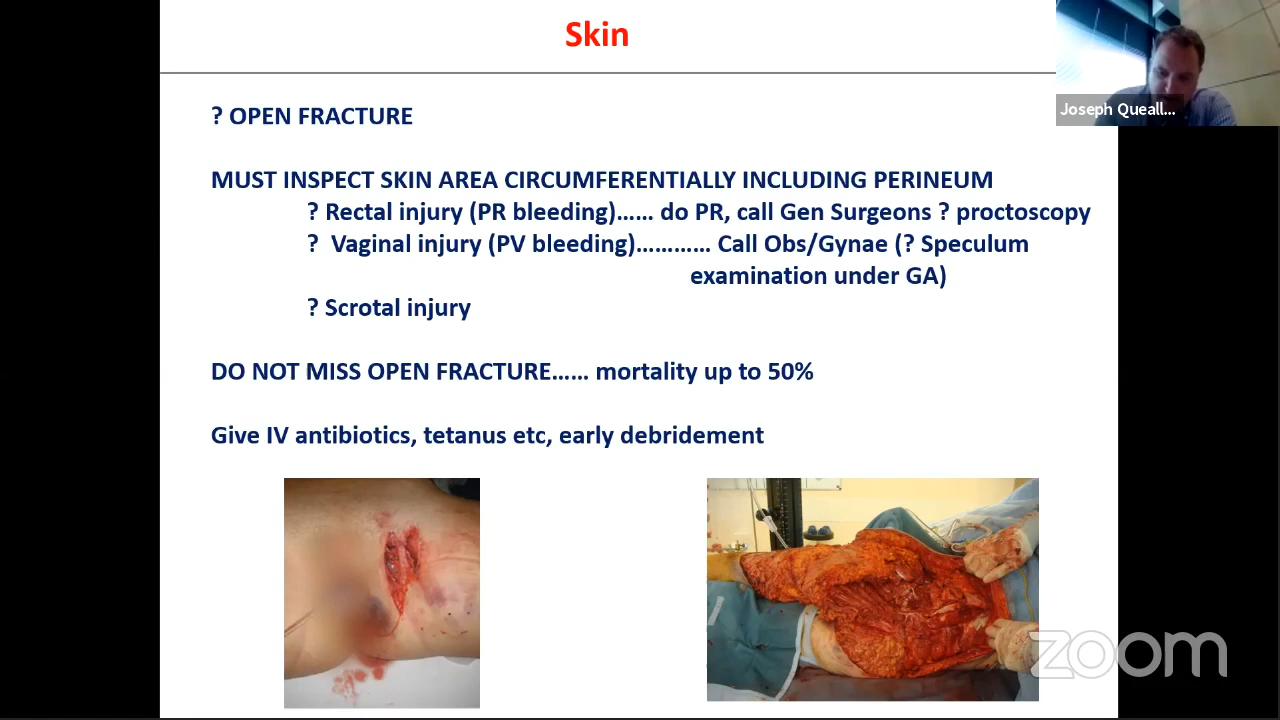 Skin
Joseph Queall...
? OPEN FRACTURE
MUST INSPECT SKIN AREA CIRCUMFERENTIALLY INCLUDING PERINEUM
? Rectal injury (PR bleeding)…… do PR, call Gen Surgeons ? proctoscopy
? Vaginal injury (PV bleeding)………… Call Obs/Gynae (? Speculum
examination under GA)
? Scrotal injury
DO NOT MISS OPEN FRACTURE…… mortality up to 50%
Give IV antibiotics, tetanus etc, early debridement
zoom